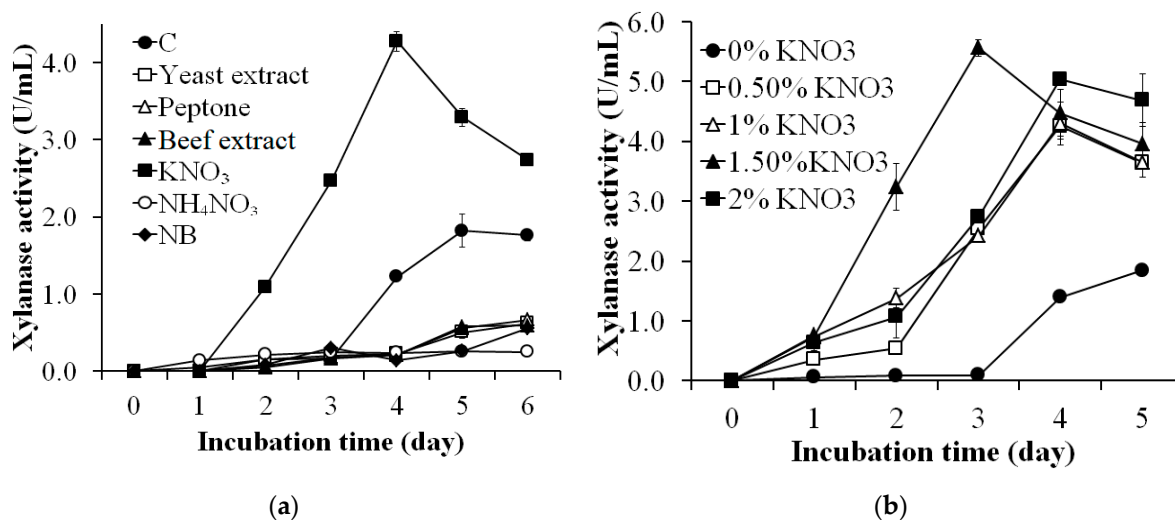 (a)
Xylanase activity (U/mL)
4.0
3.0
2.0
1.0
0.0
C
Yeast extract
Peptone
Beef extract
KNO₃
NH₄NO₃
NB
0 1 2 3 4 5 6
Incubation time (day)
(a)
Xylanase activity (U/mL)
6.0
5.0
4.0
3.0
2.0
1.0
0.0
0% KNO3
0.50% KNO3
1% KNO3
1.50%KNO3
2% KNO3
0 1 2 3 4 5
Incubation time (day)
(b)